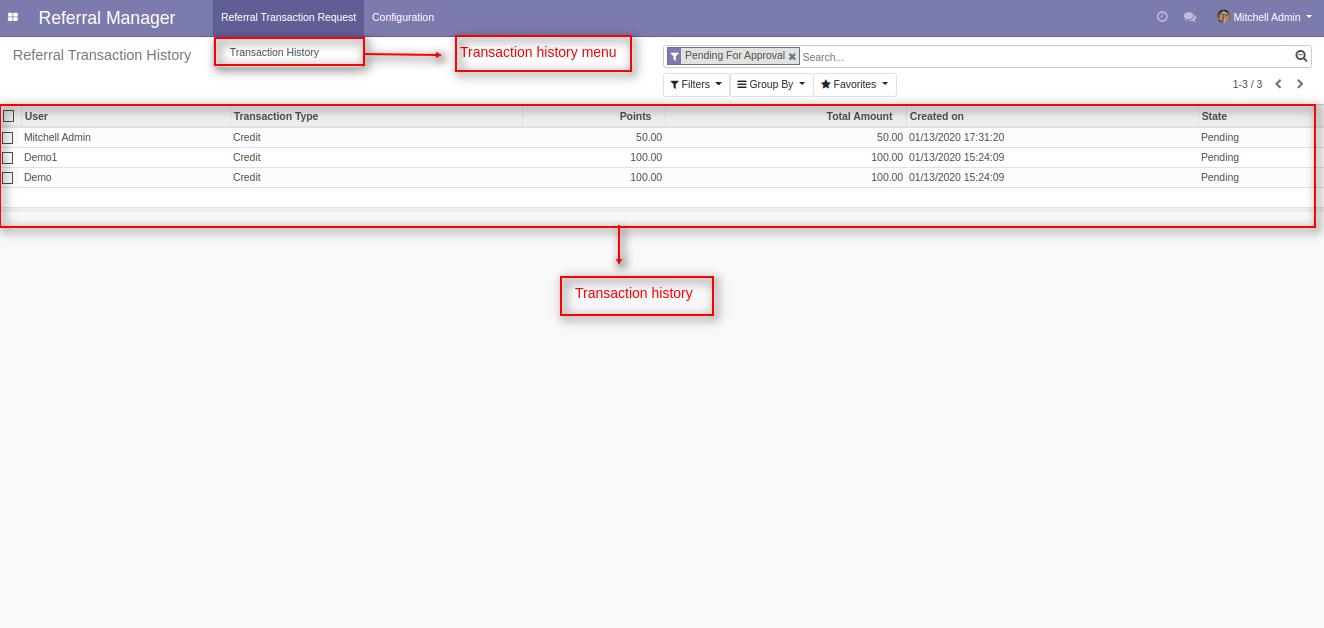 Referral Manager
Referral Transaction Request
Configuration
Mitchell Admin
Referral Transaction History
Transaction History
Transaction history menu
Pending For Approval
Search...
Filters
Group By
Favorites
1-3 / 3
User Transaction Type Points Total Amount Created on State
Mitchell Admin Credit 50.00 50.00 01/13/2020 17:31:20 Pending
Demo1 Credit 100.00 100.00 01/13/2020 15:24:09 Pending
Demo Credit 100.00 100.00 01/13/2020 15:24:09 Pending
Transaction history